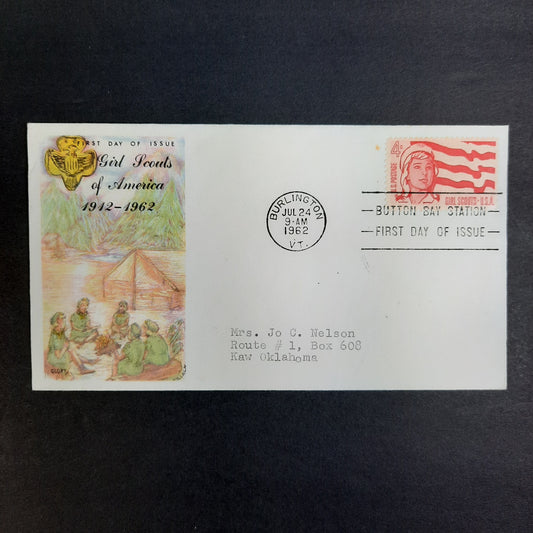 FIRST DAY OF ISSUE
Girl Scouts
of America
1912-1962
BURLINGTON
JUL 24
9-AM
1962
VT.
4¢
U.S. POSTAGE
GIRL SCOUTS·U.S.A.
BUTTON BAY STATION
FIRST DAY OF ISSUE
Mrs. Jo C. Nelson
Route # 1, Box 608
Kaw Oklahoma